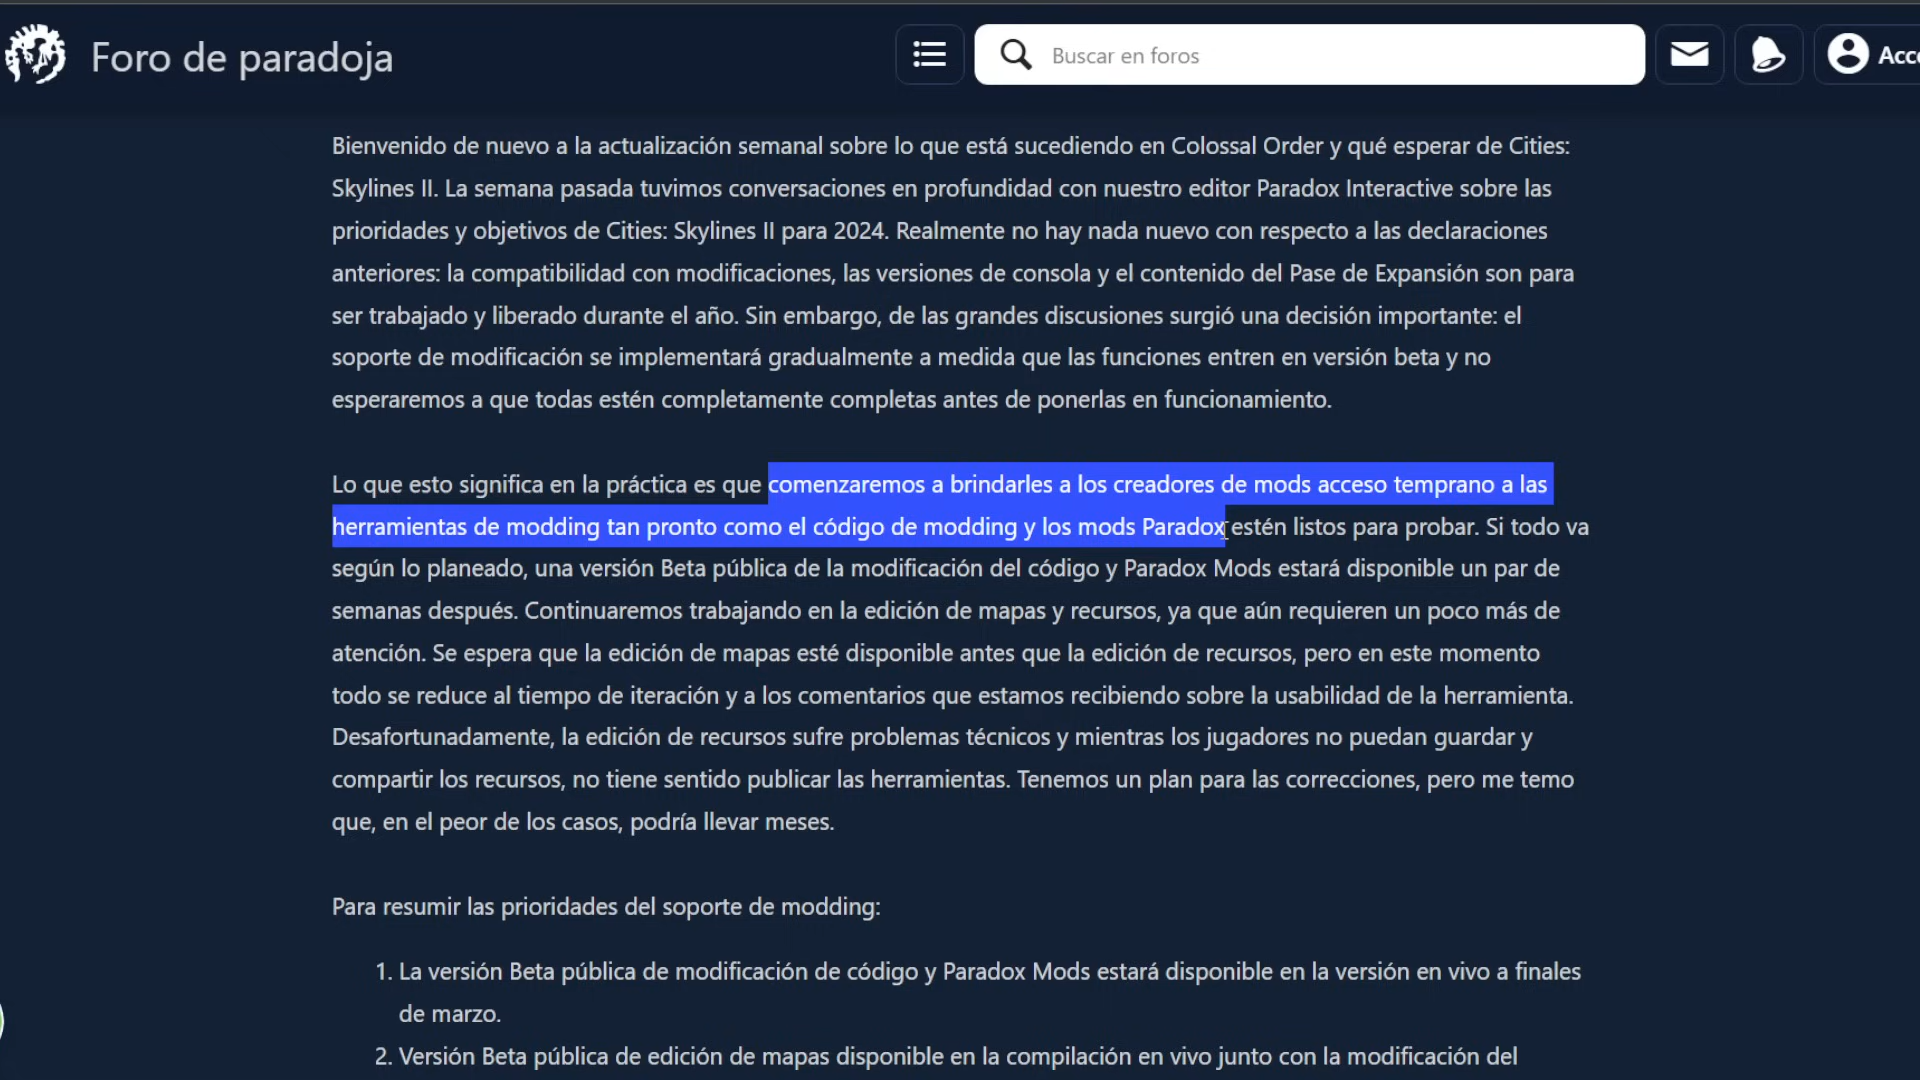 Foro de paradoja
Buscar en foros
Bienvenido de nuevo a la actualización semanal sobre lo que está sucediendo en Colossal Order y qué esperar de Cities:
Skylines II. La semana pasada tuvimos conversaciones en profundidad con nuestro editor Paradox Interactive sobre las
prioridades y objetivos de Cities: Skylines II para 2024. Realmente no hay nada nuevo con respecto a las declaraciones
anteriores: la compatibilidad con modificaciones, las versiones de consola y el contenido del Pase de Expansión son para
ser trabajado y liberado durante el año. Sin embargo, de las grandes discusiones surgió una decisión importante: el
soporte de modificación se implementará gradualmente a medida que las funciones entren en versión beta y no
esperaremos a que todas estén completamente completas antes de ponerlas en funcionamiento.
Lo que esto significa en la práctica es que comenzaremos a brindarles a los creadores de mods acceso temprano a las
herramientas de modding tan pronto como el código de modding y los mods Paradox estén listos para probar. Si todo va
según lo planeado, una versión Beta pública de la modificación del código y Paradox Mods estará disponible un par de
semanas después. Continuaremos trabajando en la edición de mapas y recursos, ya que aún requieren un poco más de
atención. Se espera que la edición de mapas esté disponible antes que la edición de recursos, pero en este momento
todo se reduce al tiempo de iteración y a los comentarios que estamos recibiendo sobre la usabilidad de la herramienta.
Desafortunadamente, la edición de recursos sufre problemas técnicos y mientras los jugadores no puedan guardar y
compartir los recursos, no tiene sentido publicar las herramientas. Tenemos un plan para las correcciones, pero me temo
que, en el peor de los casos, podría llevar meses.
Para resumir las prioridades del soporte de modding:
1. La versión Beta pública de modificación de código y Paradox Mods estará disponible en la versión en vivo a finales
de marzo.
2. Versión Beta pública de edición de mapas disponible en la compilación en vivo junto con la modificación del